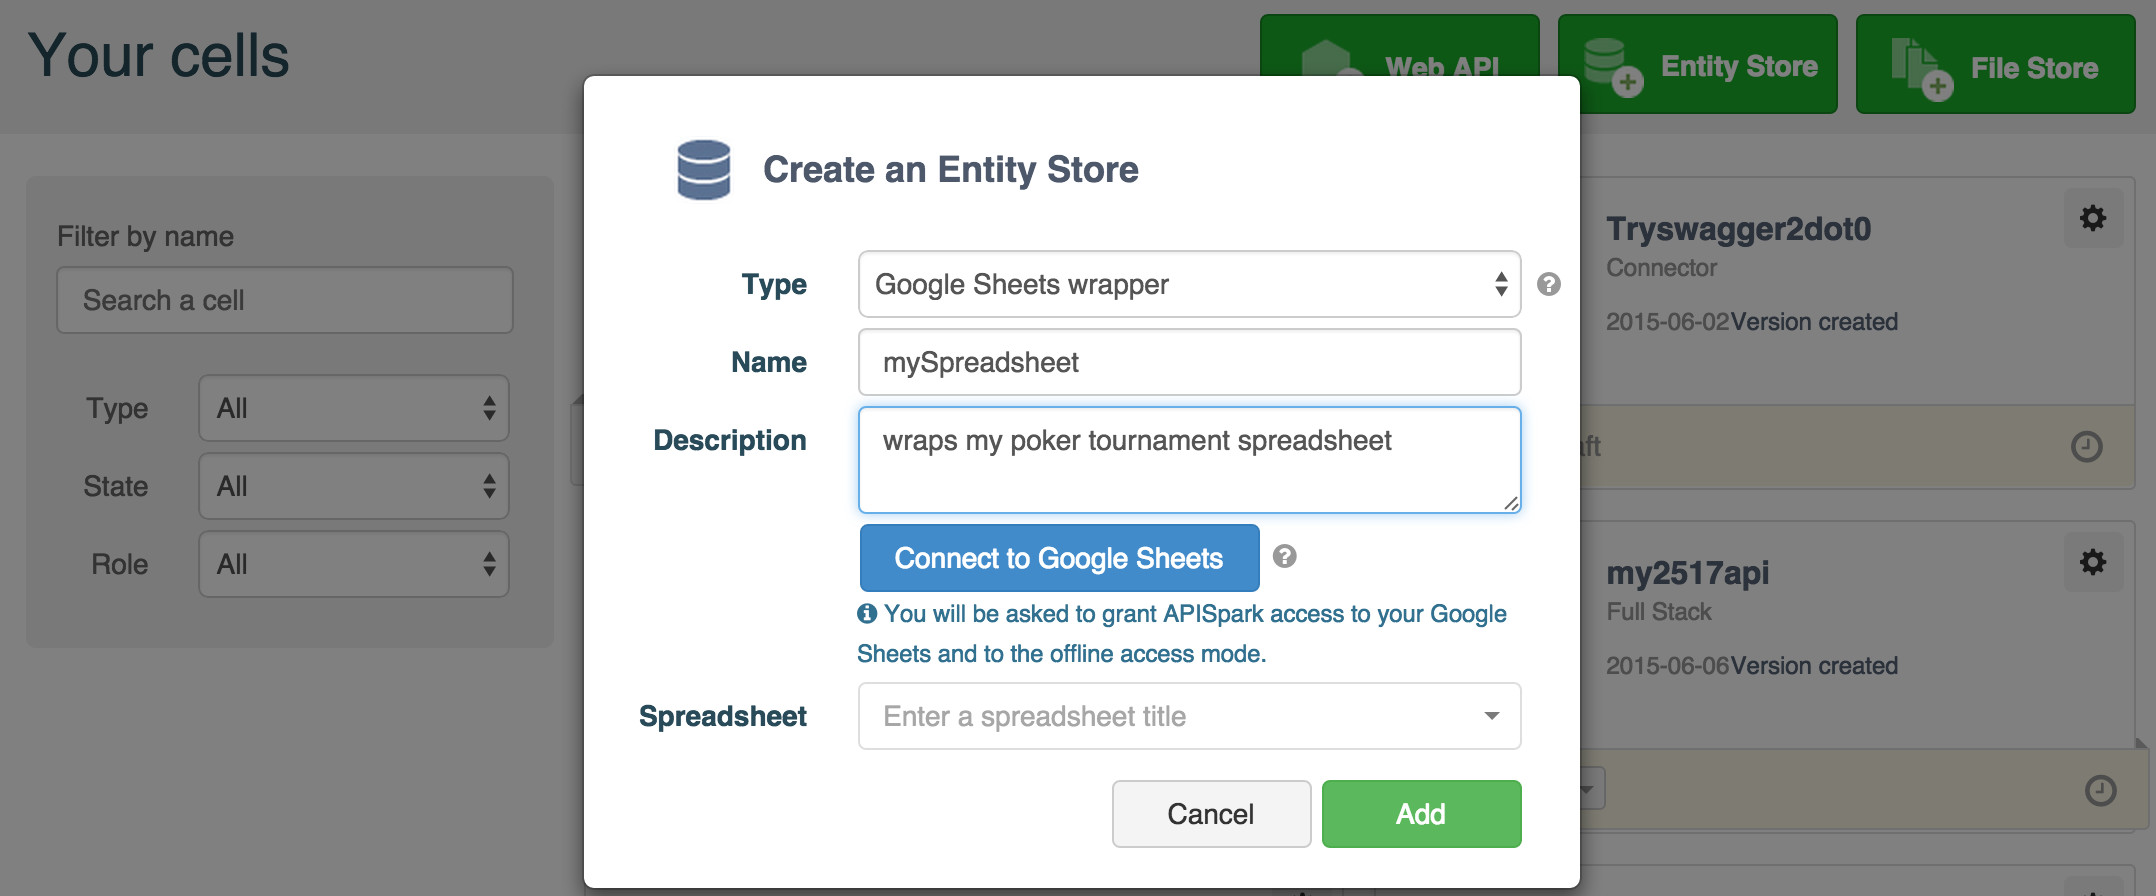 Your cells
Web API
Entity Store
File Store
Filter by name
Search a cell
Type
All
State
All
Role
All
Create an Entity Store
Type
Google Sheets wrapper
Name
mySpreadsheet
Description
wraps my poker tournament spreadsheet
Connect to Google Sheets
You will be asked to grant APISpark access to your Google
Sheets and to the offline access mode.
Spreadsheet
Enter a spreadsheet title
Cancel
Add
Tryswagger2dot0
Connector
2015-06-02Version created
my2517api
Full Stack
2015-06-06Version created